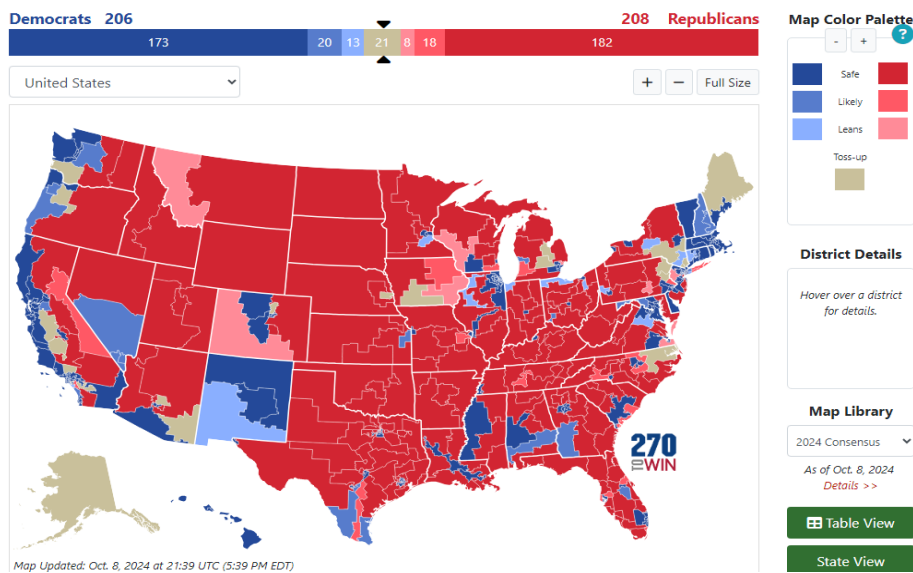 Democrats 206
208 Republicans
173 20 13 21 8 18 182
United States
+ − Full Size
270
TO WIN
Map Updated: Oct. 8, 2024 at 21:39 UTC (5:39 PM EDT)
Map Color Palette
- + ?
Safe
Likely
Leans
Toss-up
District Details
Hover over a district
for details.
Map Library
2024 Consensus
As of Oct. 8, 2024
Details >>
Table View
State View